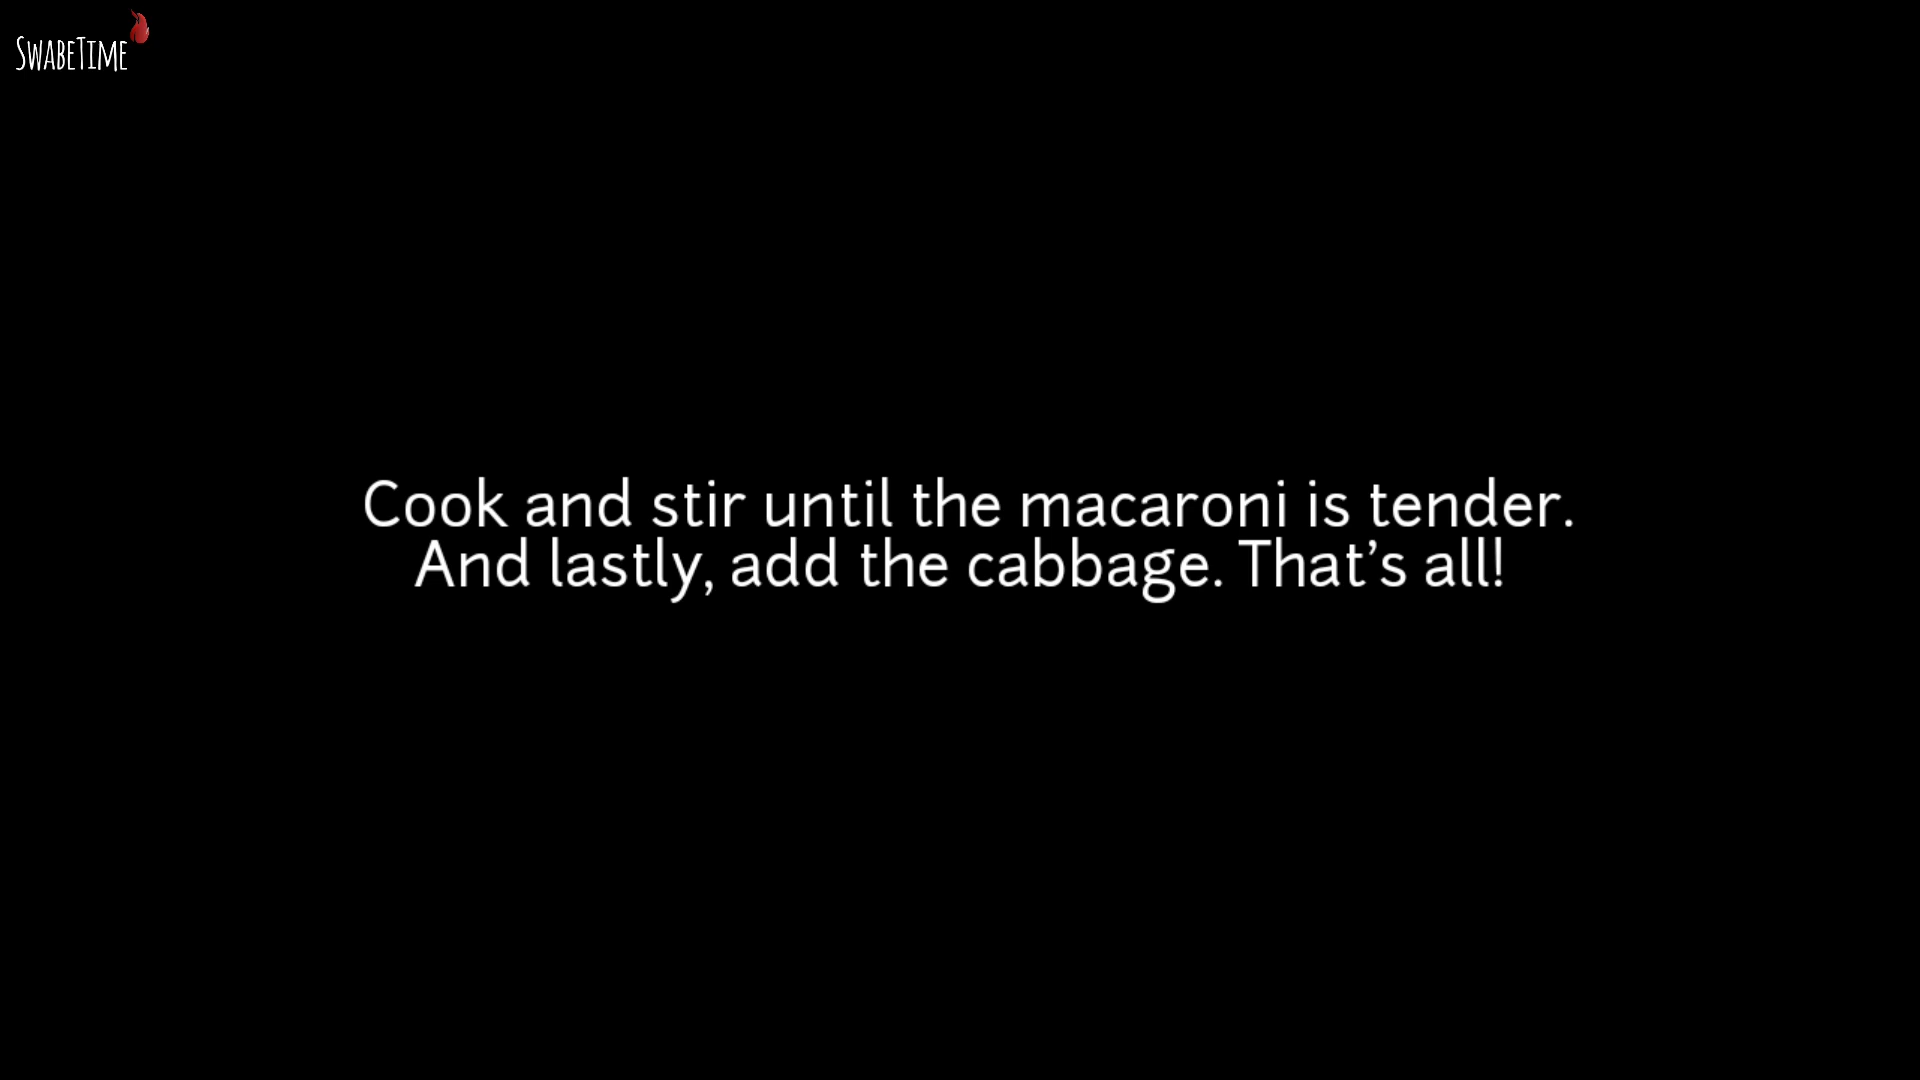 SWABETIME
Cook and stir until the macaroni is tender.
And lastly, add the cabbage. That’s all!